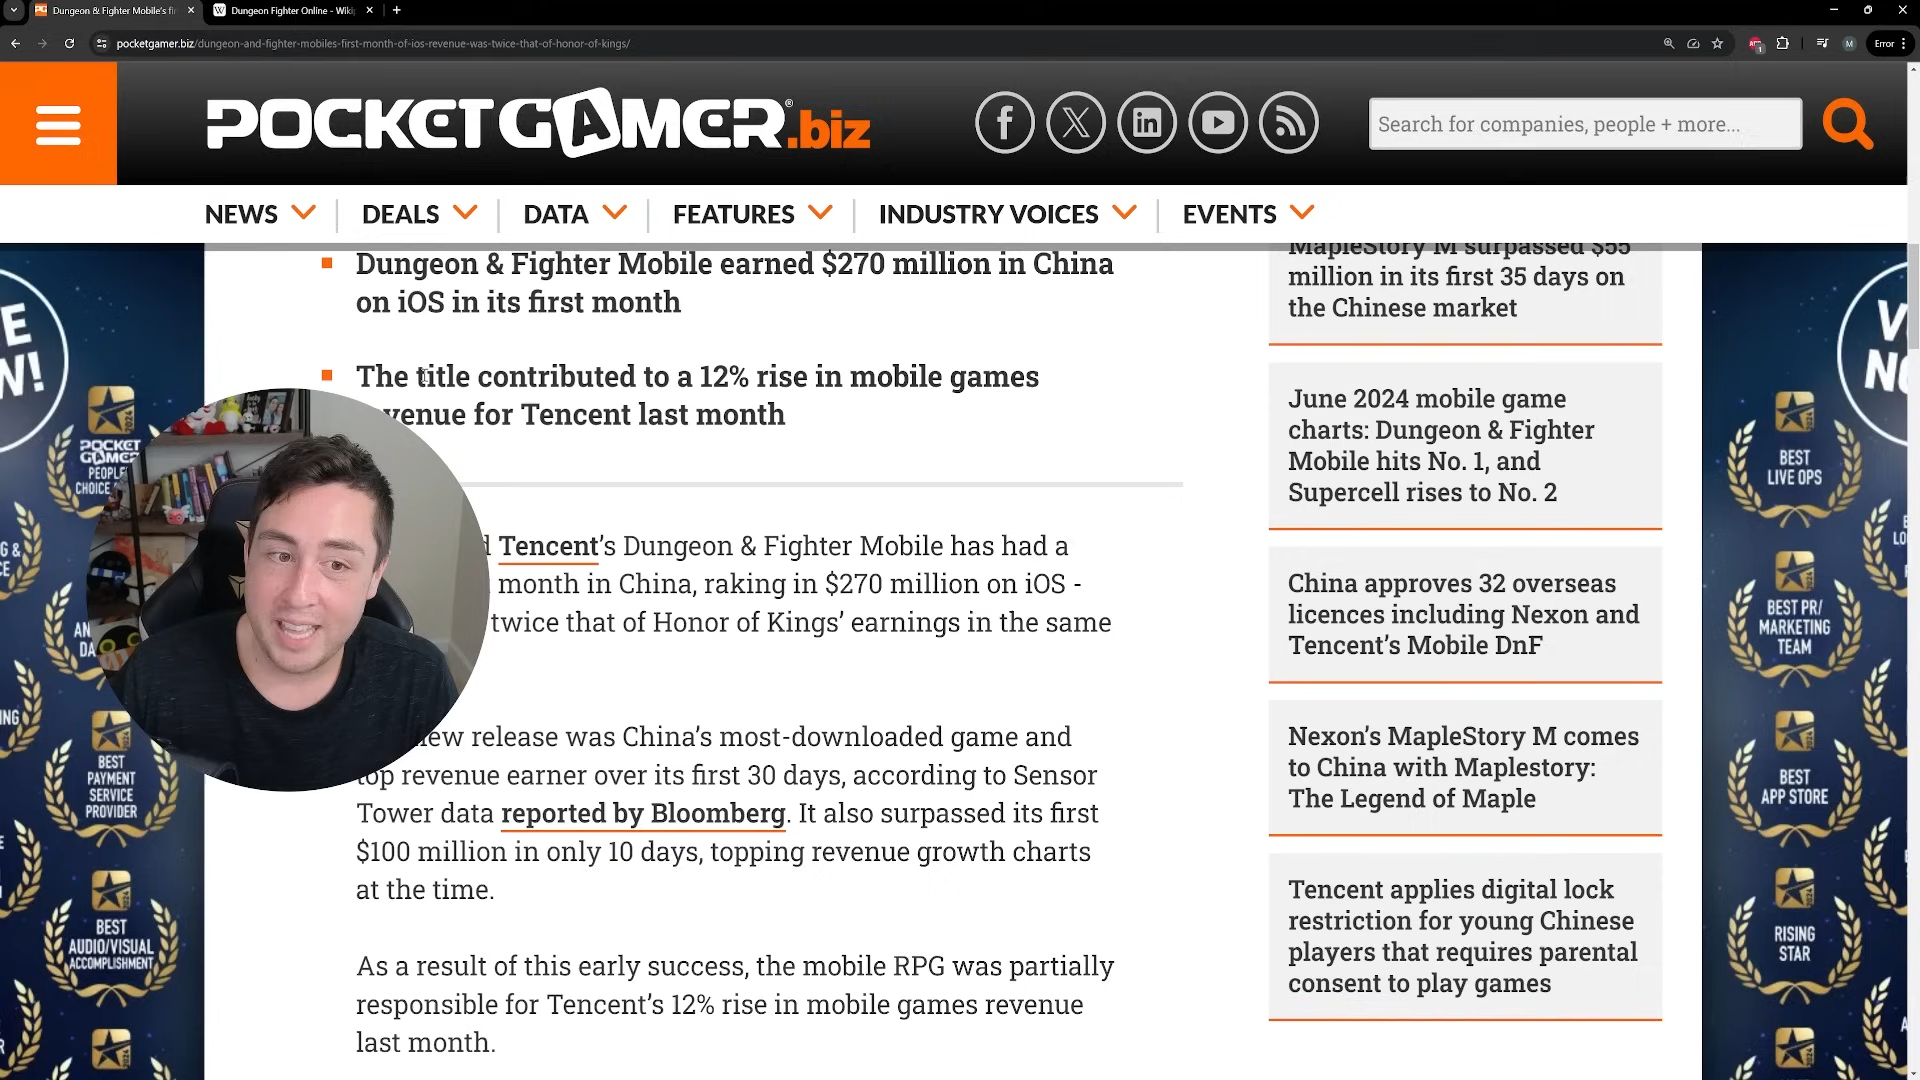 Dungeon & Fighter Mobile's fi
Dungeon Fighter Online - Wiki
pocketgamer.biz/dungeon-and-fighter-mobiles-first-month-of-ios-revenue-was-twice-that-of-honor-of-kings/
M
Error
POCKETGAMER.biz
Search for companies, people + more...
NEWS
DEALS
DATA
FEATURES
INDUSTRY VOICES
EVENTS
Dungeon & Fighter Mobile earned $270 million in China
on iOS in its first month
The title contributed to a 12% rise in mobile games
venue for Tencent last month
Tencent's Dungeon & Fighter Mobile has had a
month in China, raking in $270 million on iOS -
twice that of Honor of Kings' earnings in the same
ew release was China's most-downloaded game and
op revenue earner over its first 30 days, according to Sensor
Tower data reported by Bloomberg. It also surpassed its first
$100 million in only 10 days, topping revenue growth charts
at the time.
As a result of this early success, the mobile RPG was partially
responsible for Tencent's 12% rise in mobile games revenue
last month.
MapleStory M surpassed $55
million in its first 35 days on
the Chinese market
June 2024 mobile game
charts: Dungeon & Fighter
Mobile hits No. 1, and
Supercell rises to No. 2
China approves 32 overseas
licences including Nexon and
Tencent's Mobile DnF
Nexon's MapleStory M comes
to China with Maplestory:
The Legend of Maple
Tencent applies digital lock
restriction for young Chinese
players that requires parental
consent to play games
POCKET
GAMER
PEOPLE
CHOICE
BEST
PAYMENT
SERVICE
PROVIDER
BEST
AUDIO/VISUAL
ACCOMPLISHMENT
BEST
LIVE OPS
BEST PR/
MARKETING
TEAM
BEST
APP STORE
RISING
STAR